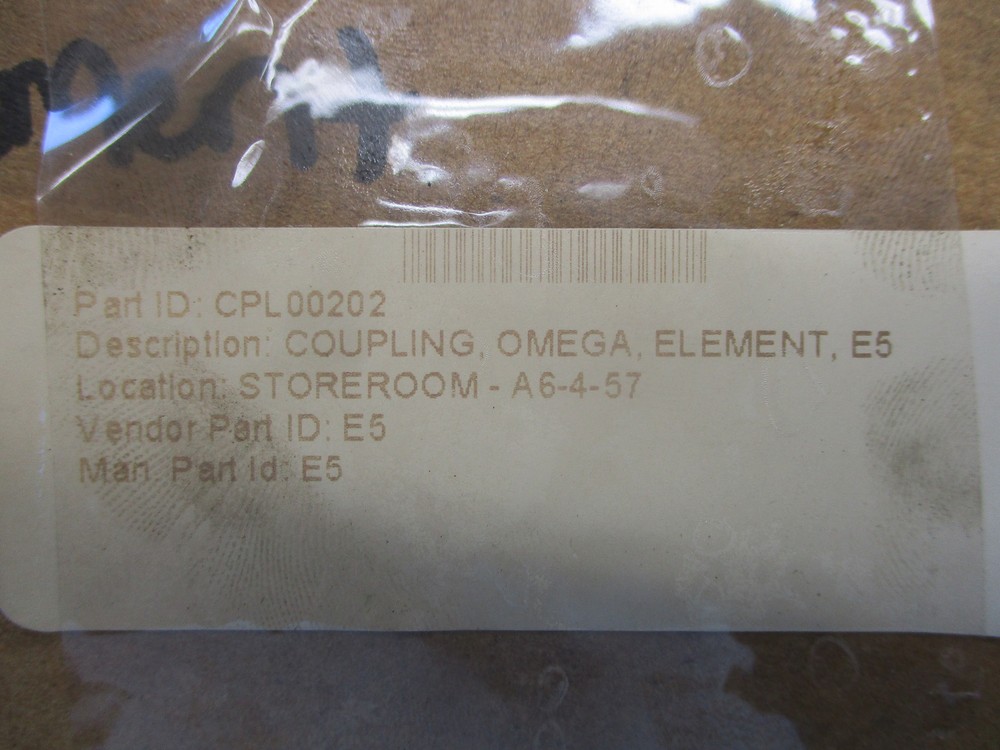 Part ID: CPL00202
Description: COUPLING, OMEGA, ELEMENT, E5
Location: STOREROOM - A6-4-57
Vendor Part ID: E5
Man. Part Id: E5